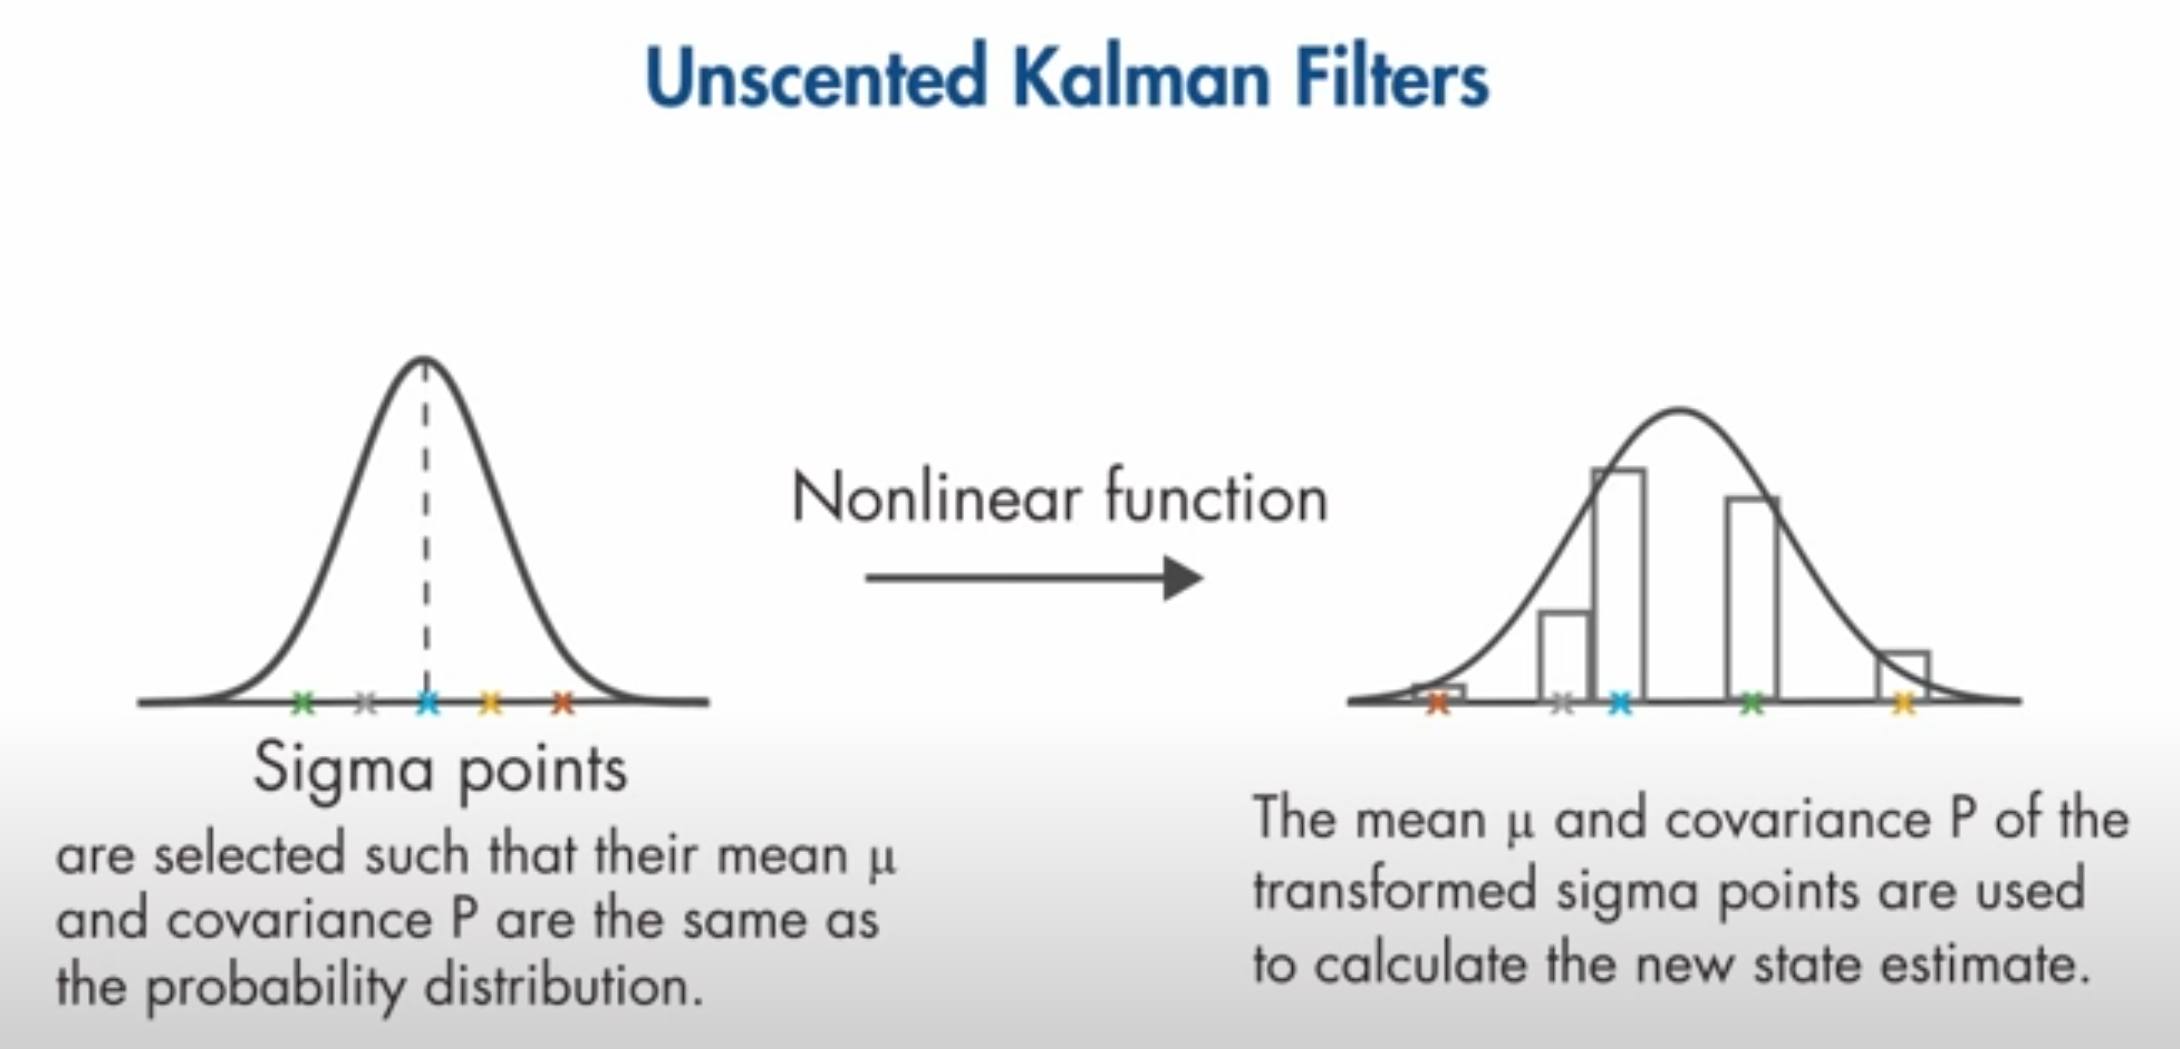 Unscented Kalman Filters
Nonlinear function
Sigma points
are selected such that their mean μ
and covariance P are the same as
the probability distribution.
The mean μ and covariance P of the
transformed sigma points are used
to calculate the new state estimate.